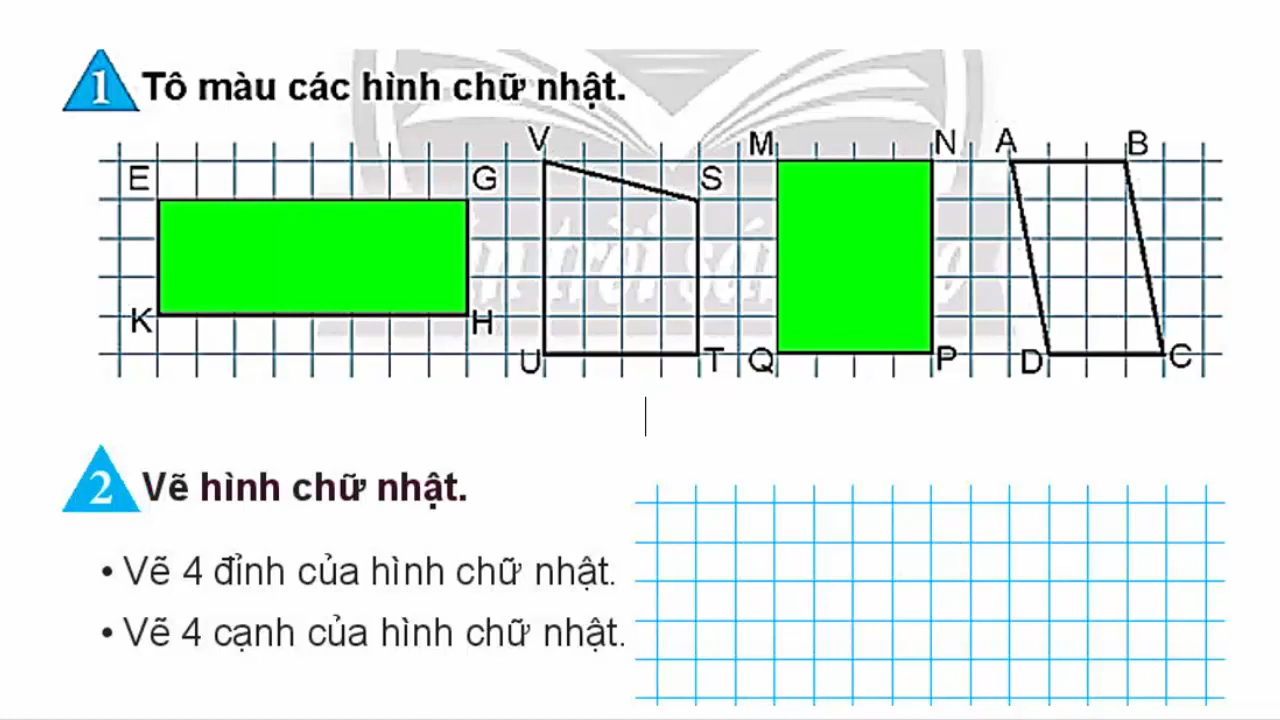 1 Tô màu các hình chữ nhật.
V M N A B
E G S
K H
U T Q P D C
2 Vẽ hình chữ nhật.
• Vẽ 4 đỉnh của hình chữ nhật.
• Vẽ 4 cạnh của hình chữ nhật.